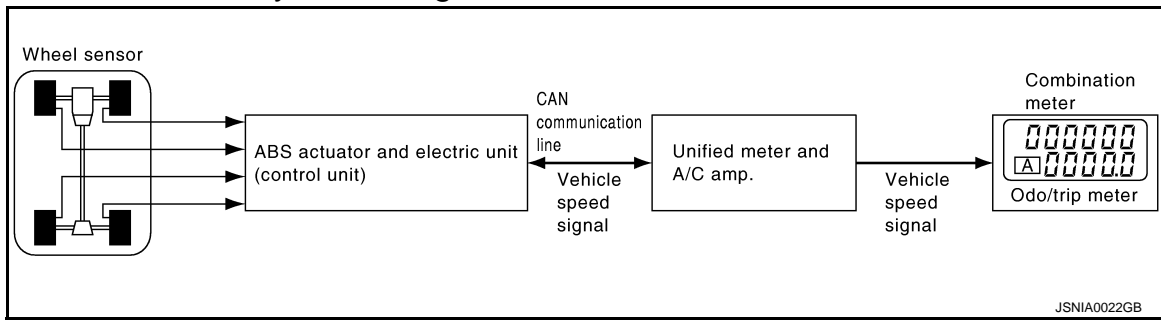 Wheel sensor
ABS actuator and electric unit
(control unit)
CAN
communication
line
Vehicle
speed
signal
Unified meter and
A/C amp.
Vehicle
speed
signal
Combination
meter
000000
A 0000.0
Odo/trip meter
JSNIA0022GB